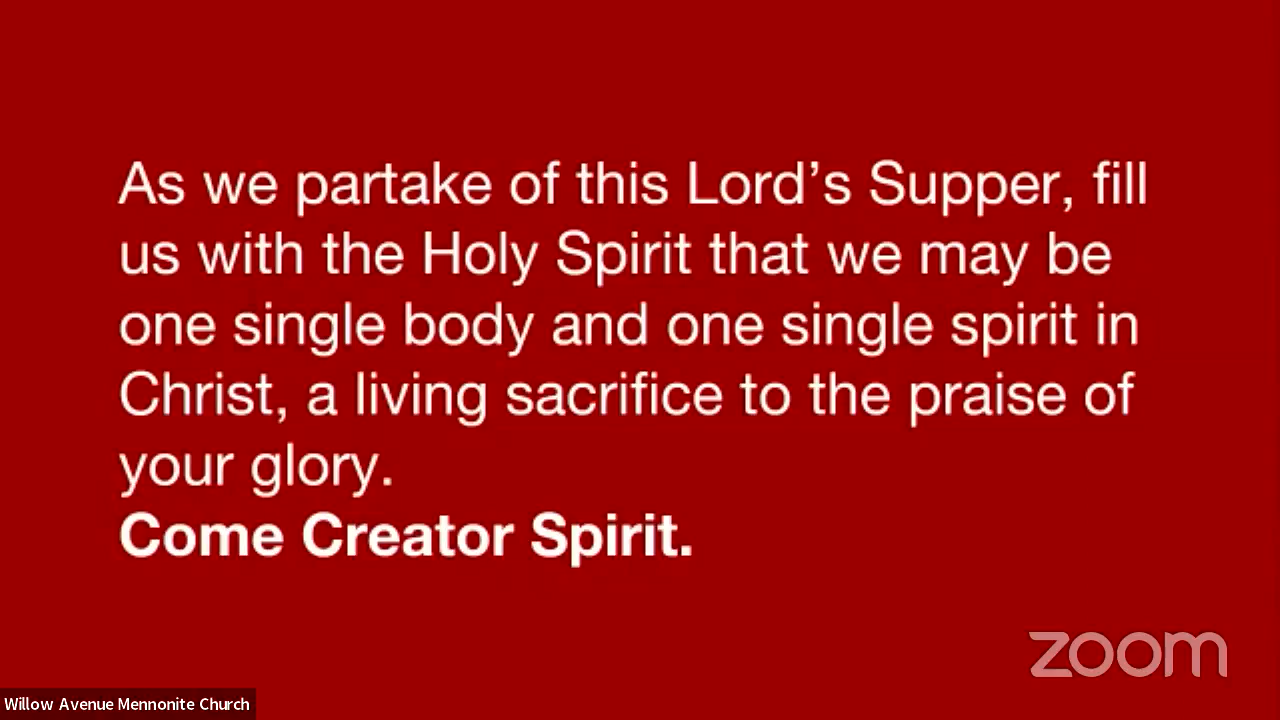 As we partake of this Lord’s Supper, fill
us with the Holy Spirit that we may be
one single body and one single spirit in
Christ, a living sacrifice to the praise of
your glory.
Come Creator Spirit.
zoom
Willow Avenue Mennonite Church